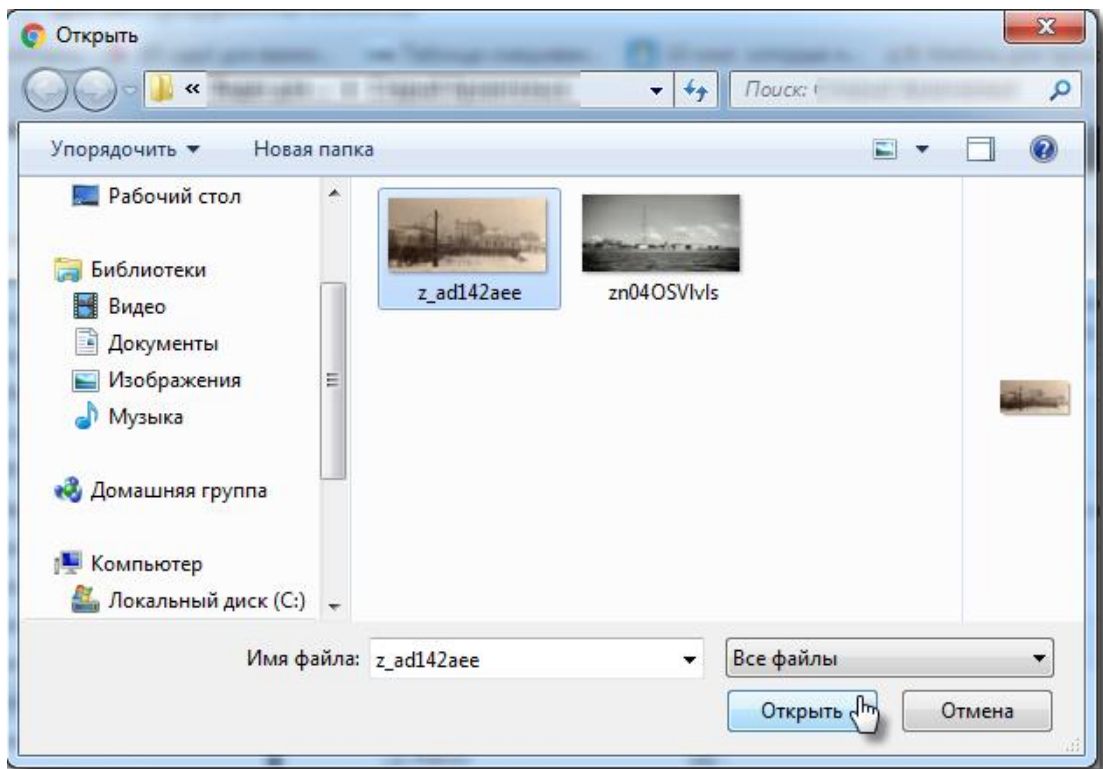 Открыть
«
Поиск:
Упорядочить
Новая папка
Рабочий стол
Библиотеки
Видео
Документы
Изображения
Музыка
Домашняя группа
Компьютер
Локальный диск (C:)
z_ad142aee
zn04OSVlvls
Имя файла: z_ad142aee
Все файлы
Открыть
Отмена